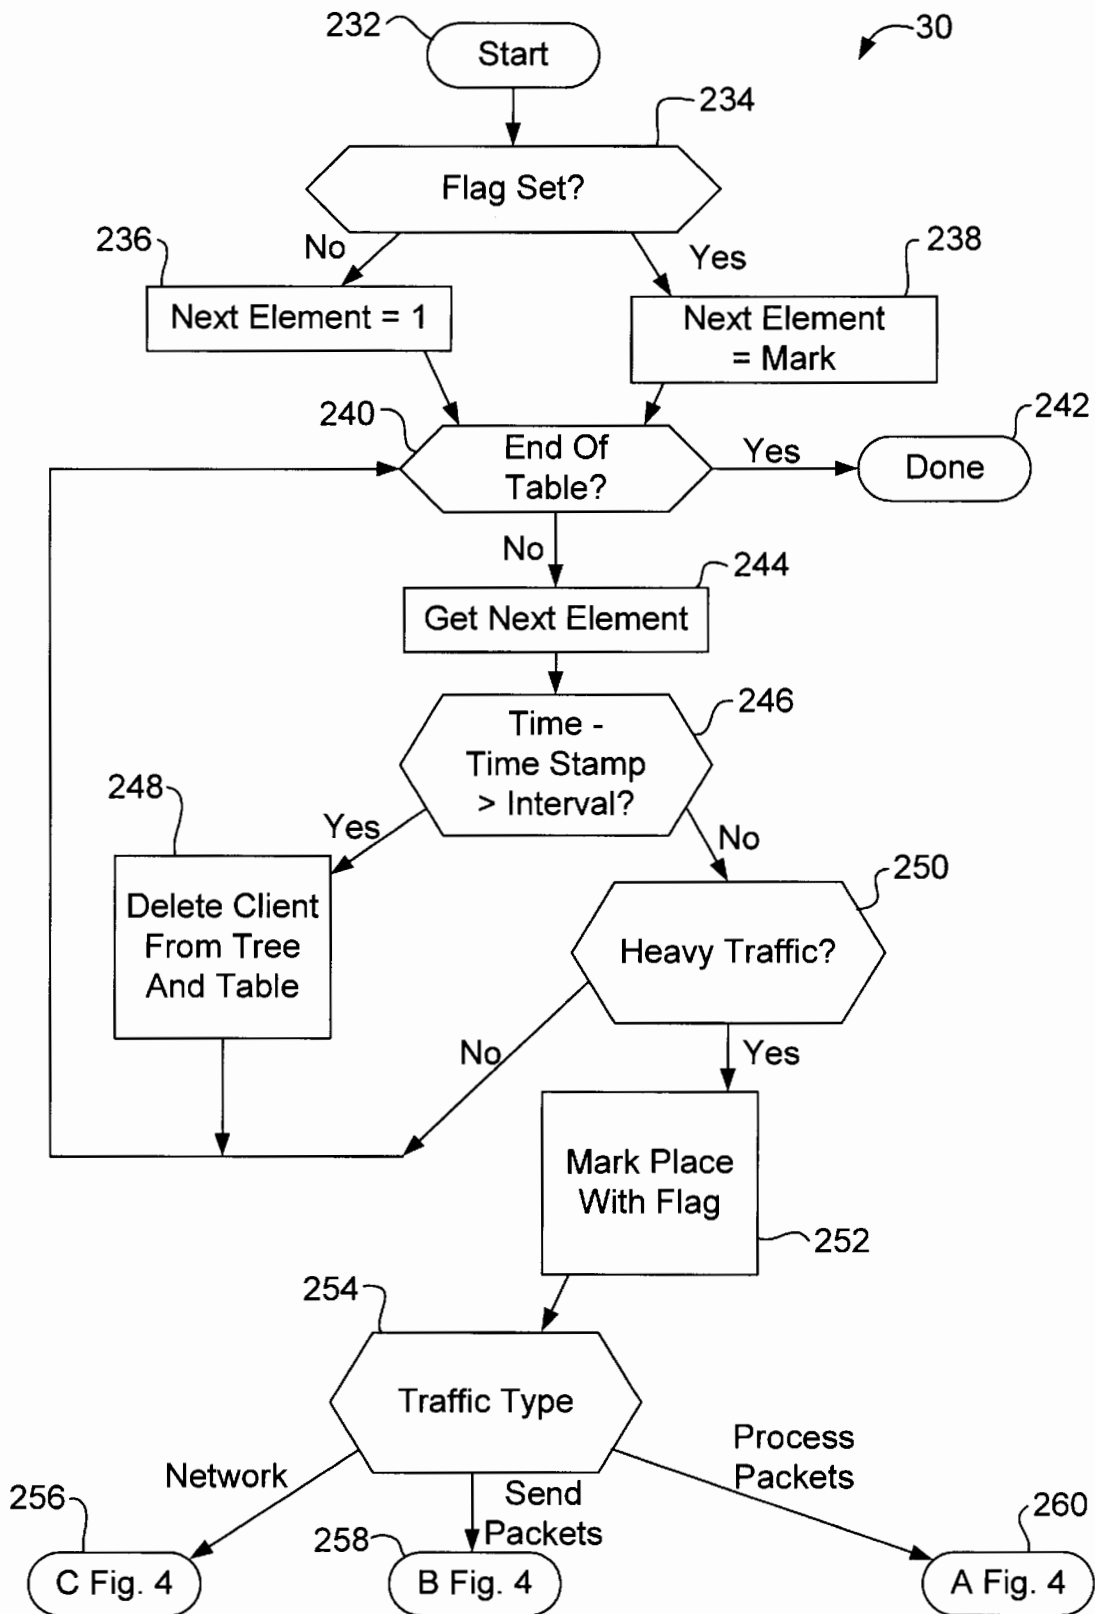 232
Start
30
234
Flag Set?
236
No
Yes
238
Next Element = 1
Next Element
= Mark
240
End Of
Table?
Yes
242
Done
No
244
Get Next Element
246
Time -
Time Stamp
> Interval?
248
Yes
No
250
Delete Client
From Tree
And Table
Heavy Traffic?
No
Yes
Mark Place
With Flag
252
254
Traffic Type
Network
Send
Packets
Process
Packets
256
C Fig. 4
258
B Fig. 4
260
A Fig. 4